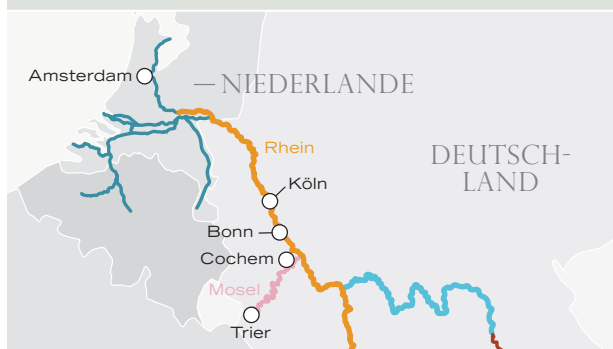 Amsterdam
— NIEDERLANDE
Rhein
DEUTSCH-
LAND
Köln
Bonn
Cochem
Mosel
Trier